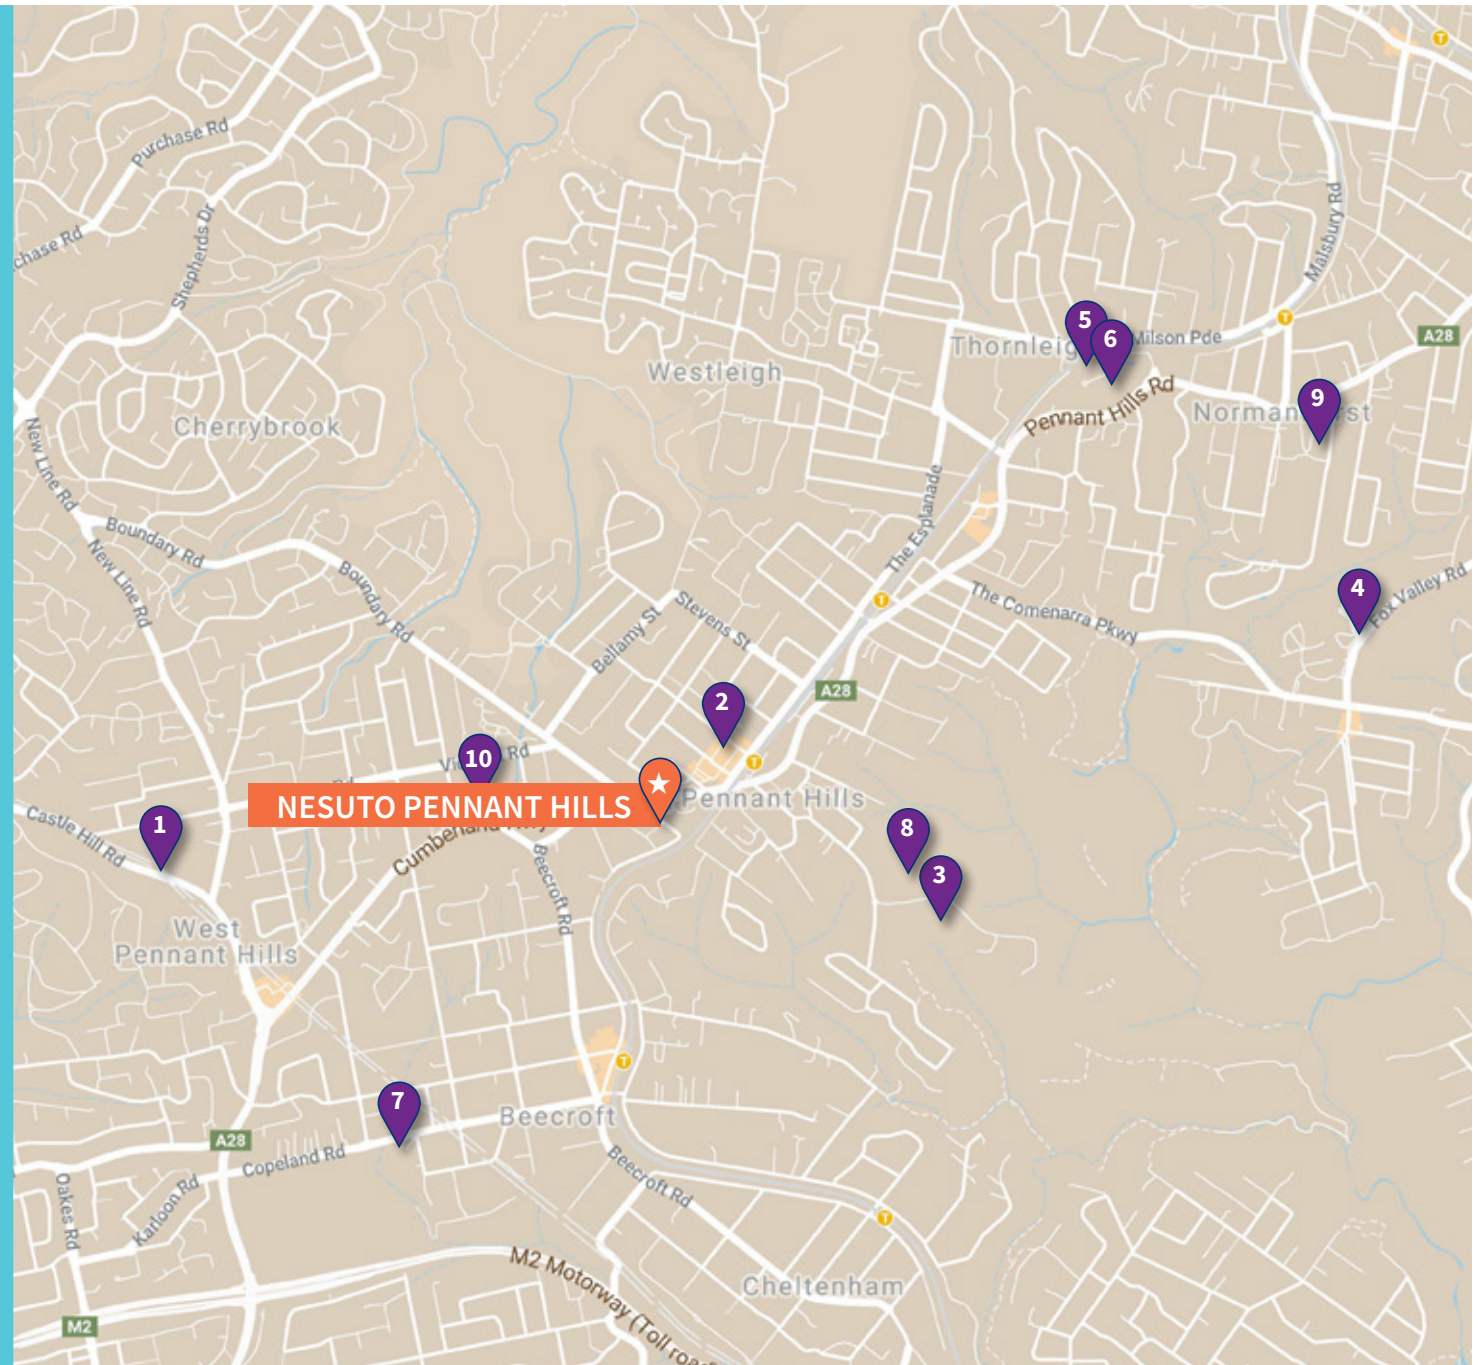 T
Purchase Rd
chase Rd
Shepherds Dr
Malsbury Rd
T
5
6
Milson Pde
A28
Westleigh
Pennant Hills Rd
9
Cherrybrook
New Line Rd
Boundary Rd
New Line Rd
Boundary Rd
The Esplanade
T
The Comenarra Pkwy
4
Fox Valley Rd
Stevens St
Bellamy St
A28
2
T
10
Rd
Rd
NESUTO PENNANT HILLS
Pennant Hills
1
Castle Hill Rd
8
3
Beecroft Rd
West
Pennant Hills
T
7
Beecroft
A28
Copeland Rd
Beecroft Rd
Oakes Rd
Karloon Rd
T
M2 Motorway (Toll road)
Cheltenham
M2